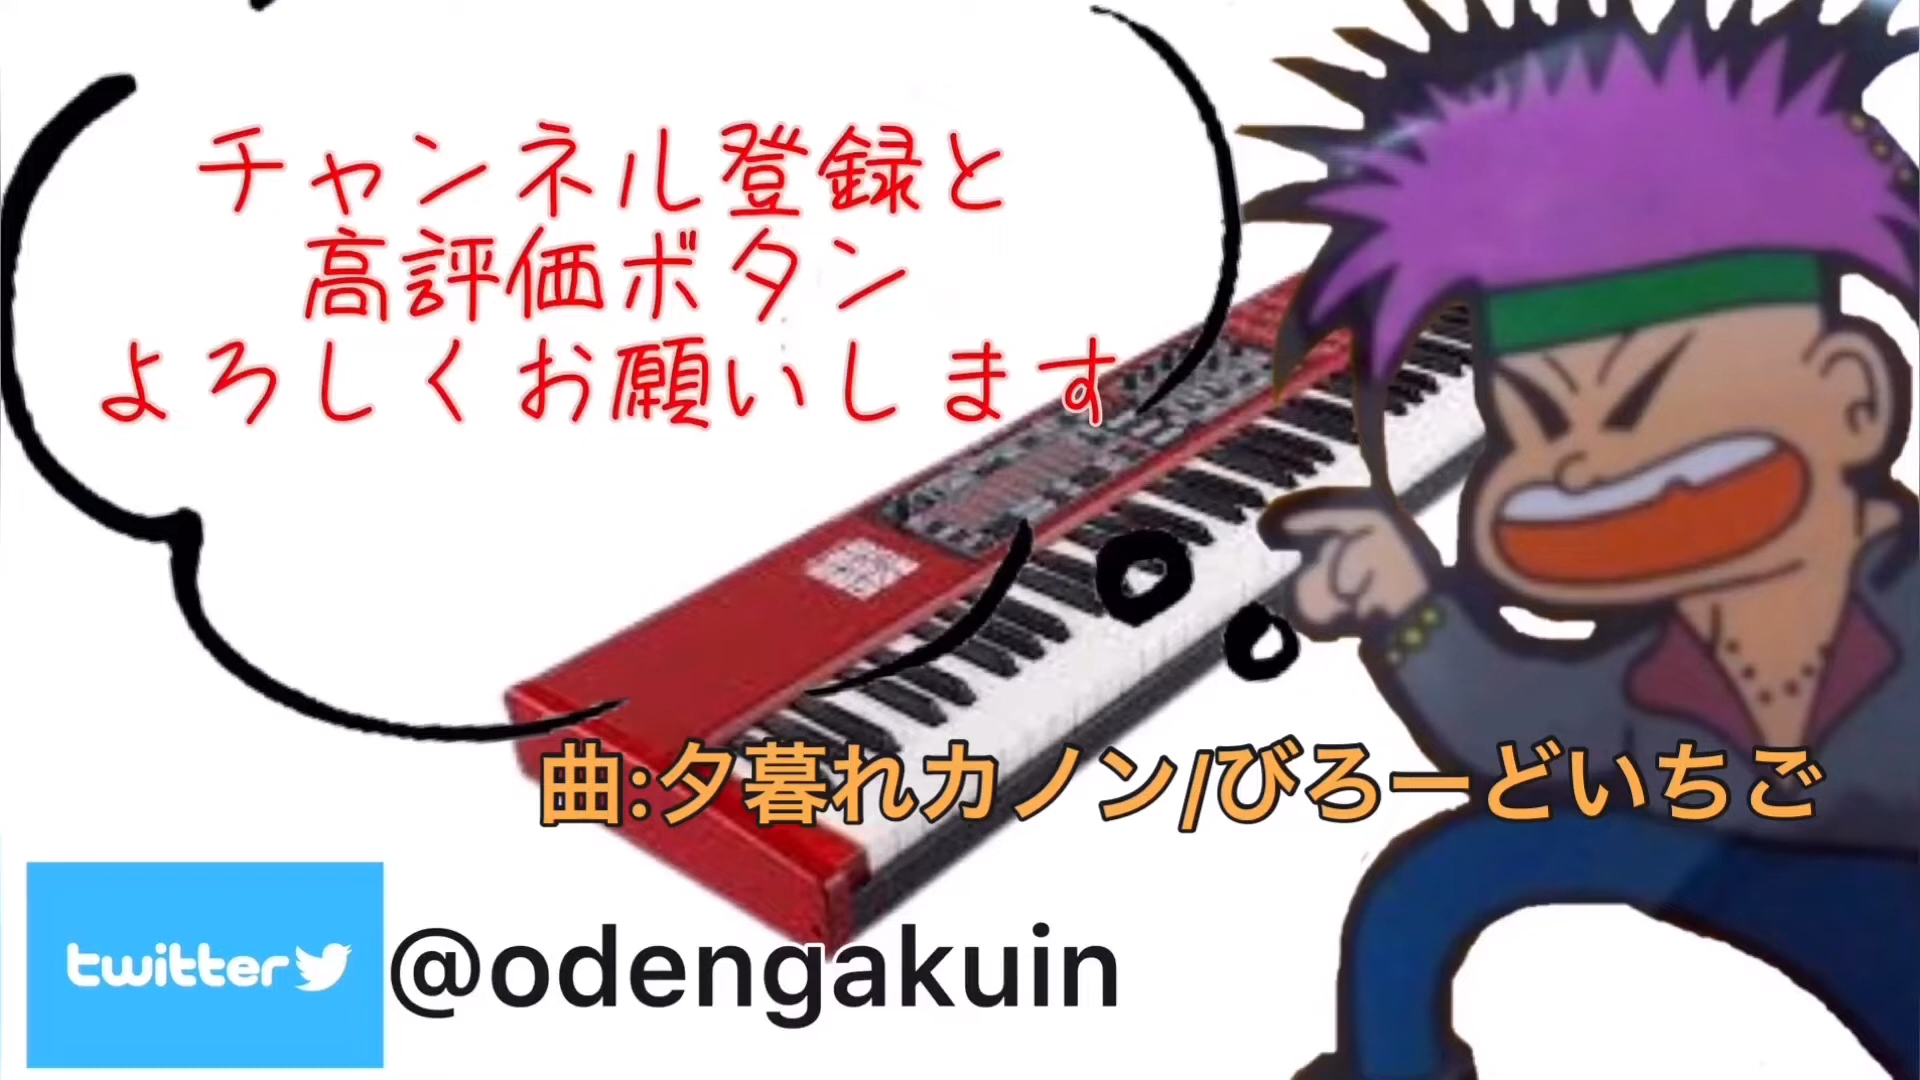 チャンネル登録と
高評価ボタン
よろしくお願いします
曲:夕暮れカノン/びろーどいちご
twitter
@odengakuin